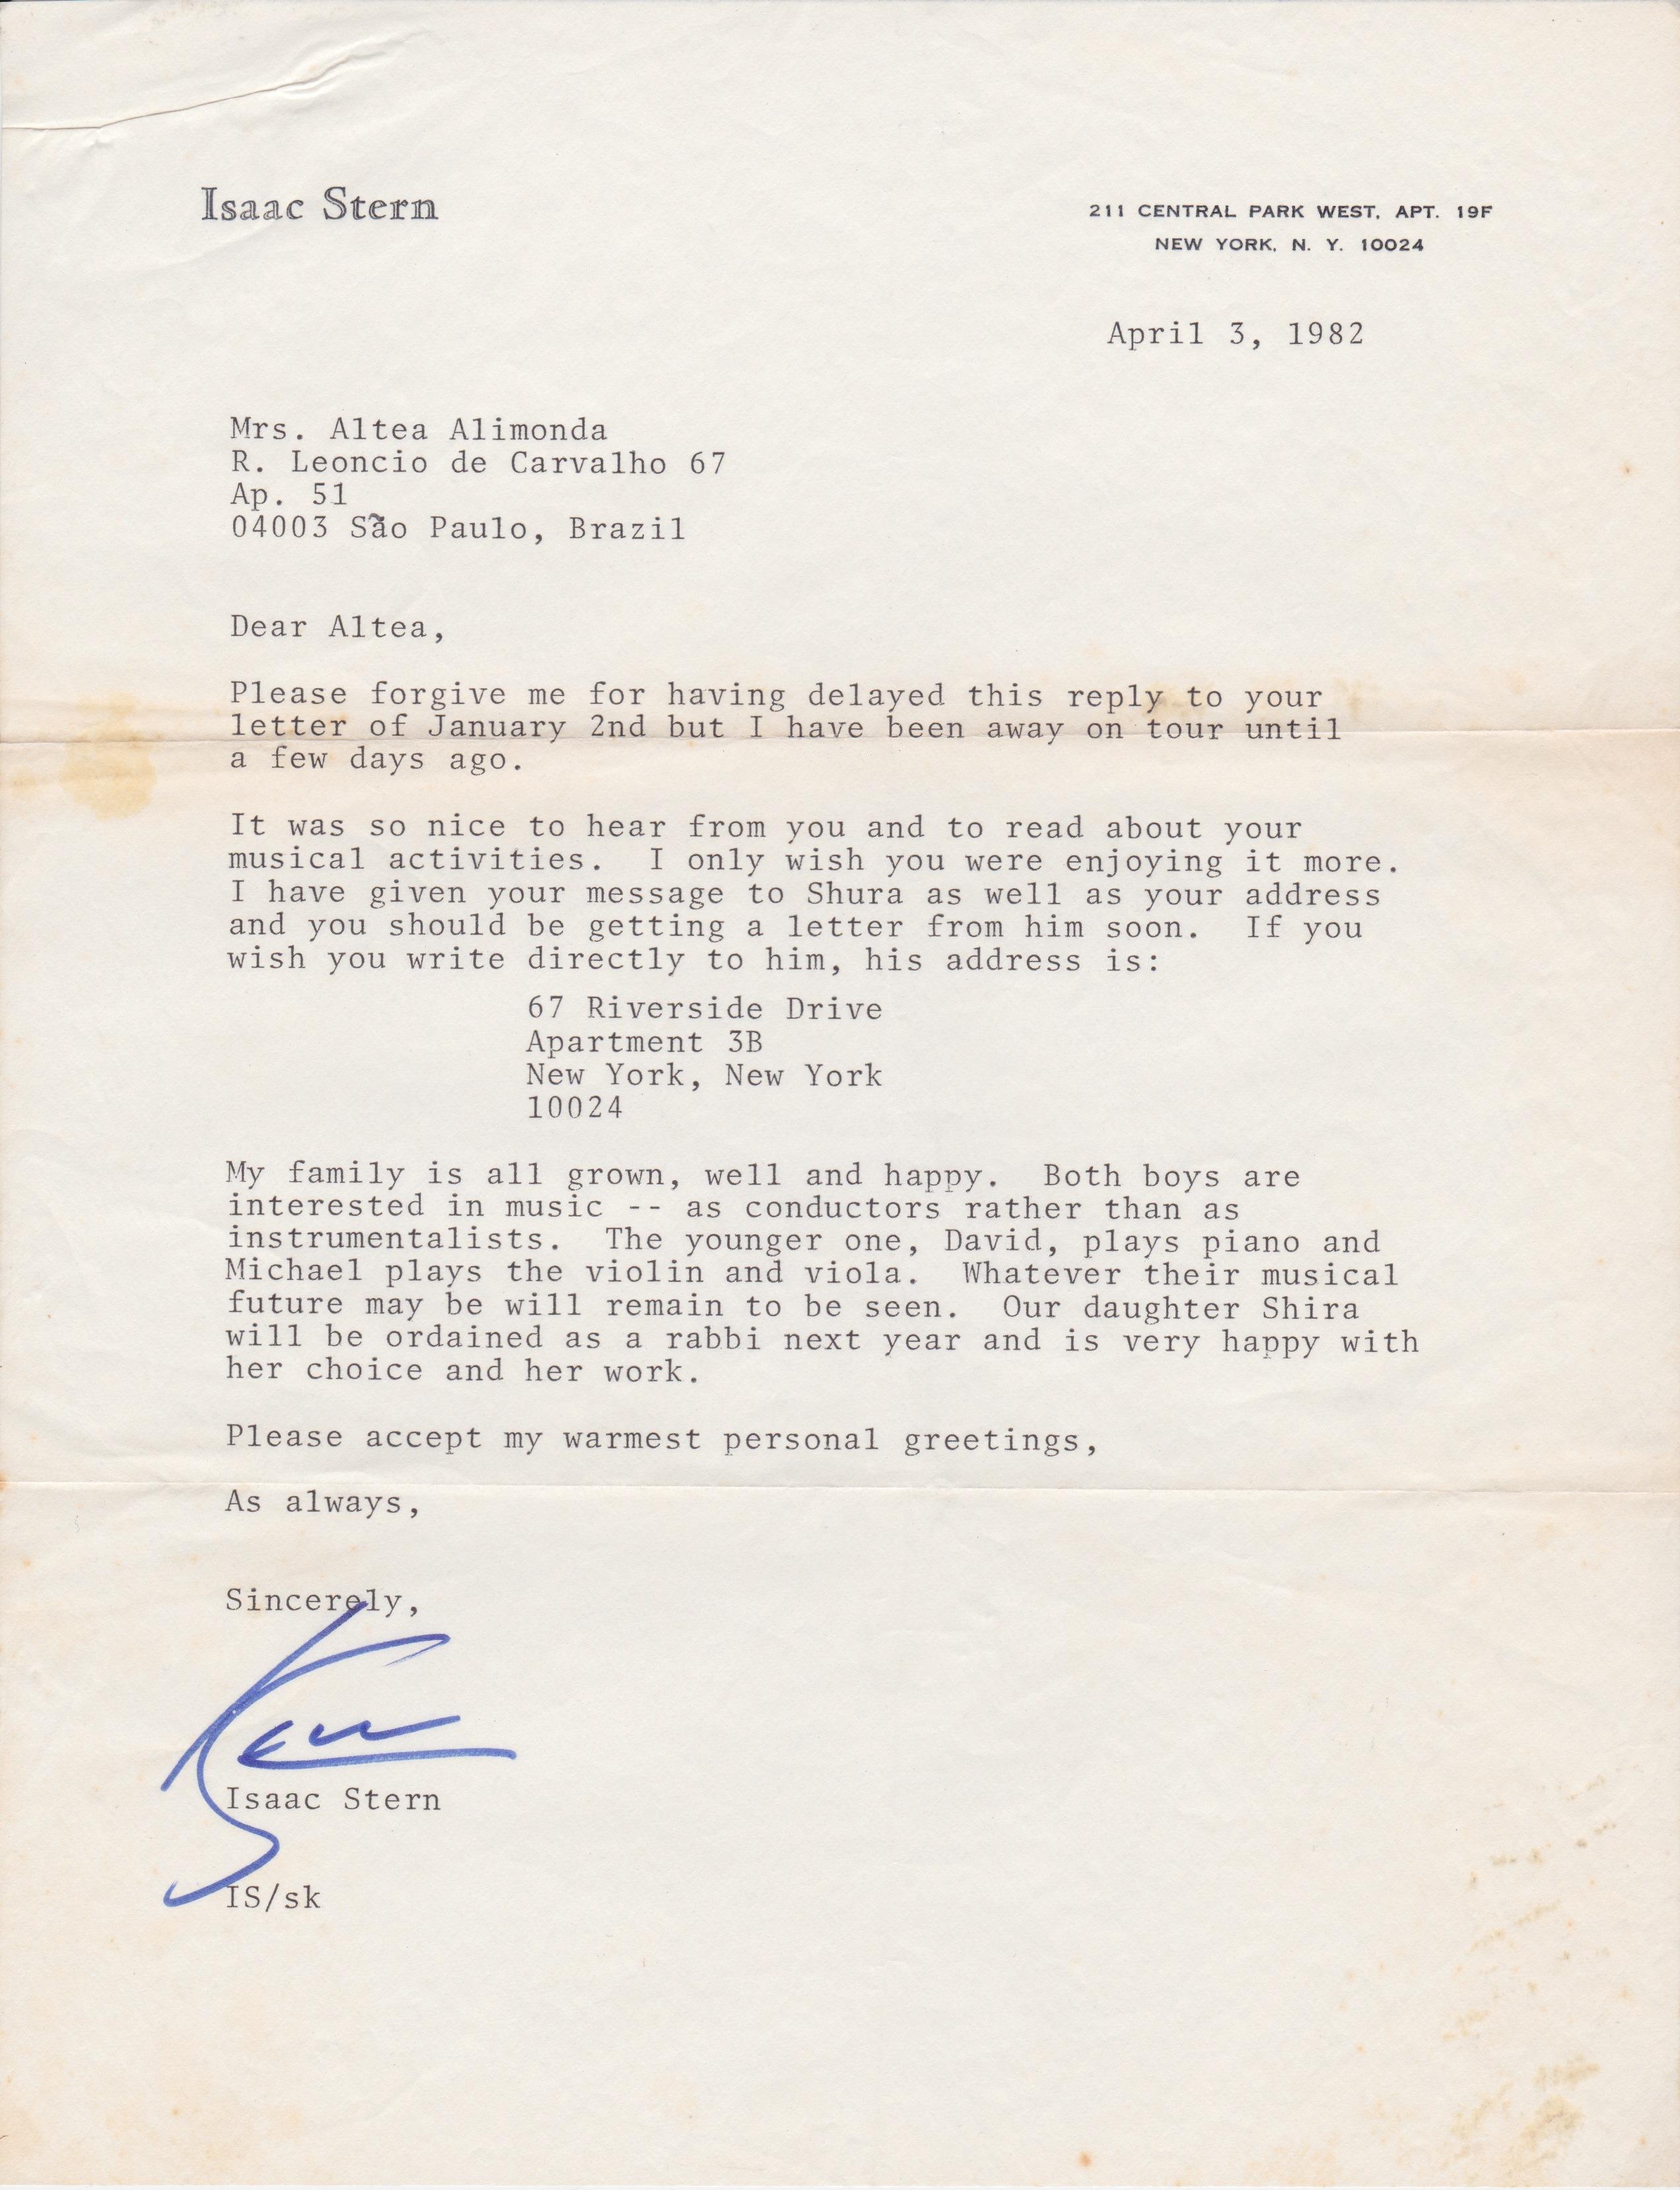 Isaac Stern
211 CENTRAL PARK WEST, APT. 19F
NEW YORK, N. Y. 10024
April 3, 1982
Mrs. Altea Alimonda
R. Leoncio de Carvalho 67
Ap. 51
04003 São Paulo, Brazil
Dear Altea,
Please forgive me for having delayed this reply to your
letter of January 2nd but I have been away on tour until
a few days ago.
It was so nice to hear from you and to read about your
musical activities.  I only wish you were enjoying it more.
I have given your message to Shura as well as your address
and you should be getting a letter from him soon.  If you
wish you write directly to him, his address is:
67 Riverside Drive
Apartment 3B
New York, New York
10024
My family is all grown, well and happy.  Both boys are
interested in music -- as conductors rather than as
instrumentalists.  The younger one, David, plays piano and
Michael plays the violin and viola.  Whatever their musical
future may be will remain to be seen.  Our daughter Shira
will be ordained as a rabbi next year and is very happy with
her choice and her work.
Please accept my warmest personal greetings,
As always,
Sincerely,
Isaac Stern
IS/sk